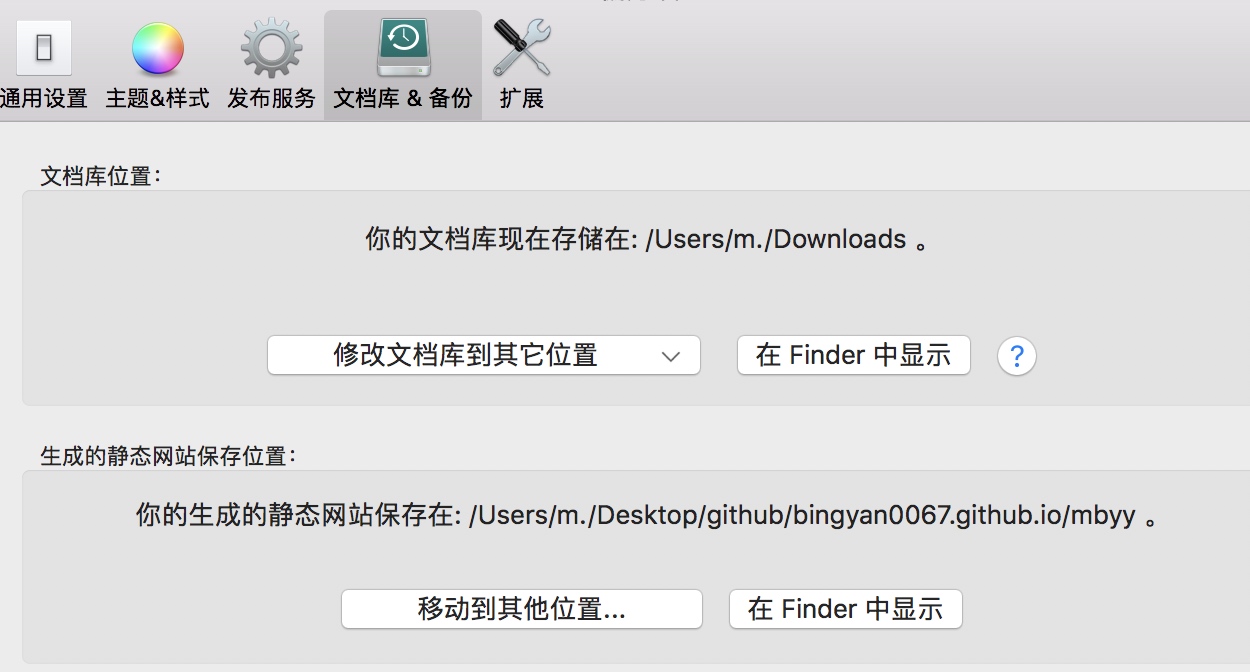 通用设置 主题&样式 发布服务 文档库 & 备份 扩展
文档库位置：
你的文档库现在存储在: /Users/m./Downloads 。
修改文档库到其它位置 在 Finder 中显示 ?
生成的静态网站保存位置：
你的生成的静态网站保存在: /Users/m./Desktop/github/bingyan0067.github.io/mbyy 。
移动到其他位置... 在 Finder 中显示